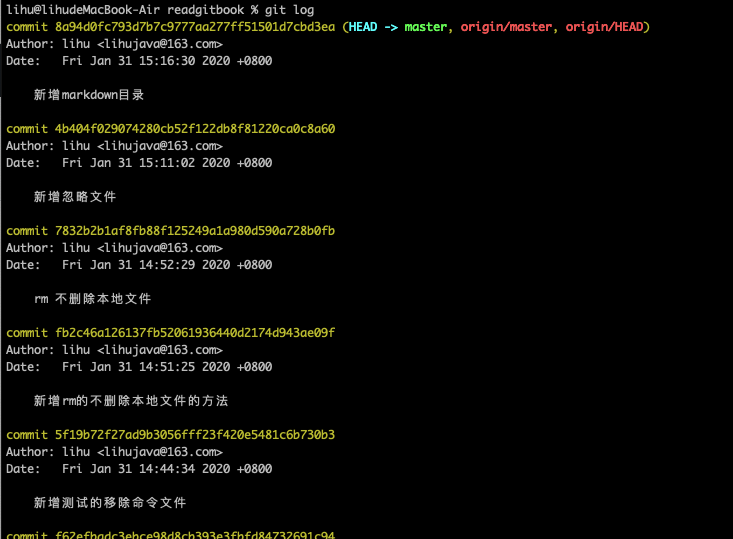 lihu@lihudeMacBook-Air readgitbook % git log
commit 8a94d0fc793d7b7c9777aa277ff51501d7cbd3ea (HEAD -> master, origin/master, origin/HEAD)
Author: lihu <lihujava@163.com>
Date:   Fri Jan 31 15:16:30 2020 +0800
新增markdown目录
commit 4b404f029074280cb52f122db8f81220ca0c8a60
Author: lihu <lihujava@163.com>
Date:   Fri Jan 31 15:11:02 2020 +0800
新增忽略文件
commit 7832b2b1af8fb88f125249a1a980d590a728b0fb
Author: lihu <lihujava@163.com>
Date:   Fri Jan 31 14:52:29 2020 +0800
rm 不删除本地文件
commit fb2c46a126137fb52061936440d2174d943ae09f
Author: lihu <lihujava@163.com>
Date:   Fri Jan 31 14:51:25 2020 +0800
新增rm的不删除本地文件的方法
commit 5f19b72f27ad9b3056fff23f420e5481c6b730b3
Author: lihu <lihujava@163.com>
Date:   Fri Jan 31 14:44:34 2020 +0800
新增测试的移除命令文件
commit